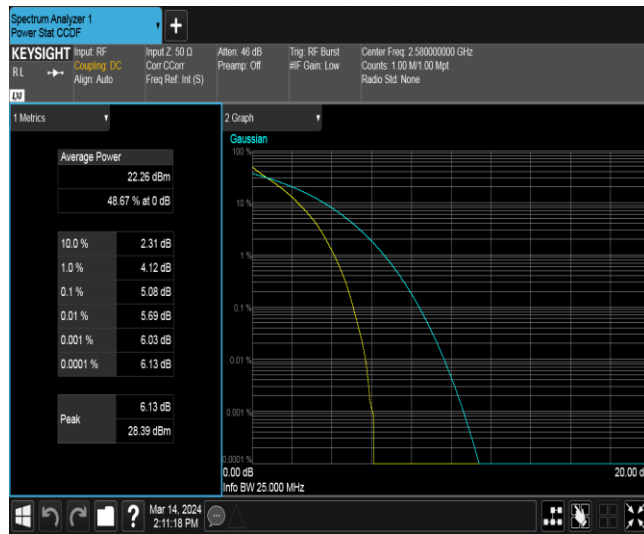 Spectrum Analyzer 1
Power Stat CCDF
+
KEYSIGHT
RL
LXI
Input: RF
Coupling: DC
Align: Auto
Input Z: 50 Ω
Corr CCorr
Freq Ref: Int (S)
Atten: 46 dB
Preamp: Off
Trig: RF Burst
#IF Gain: Low
Center Freq: 2.580000000 GHz
Counts: 1.00 M/1.00 Mpt
Radio Std: None
1 Metrics
Average Power
22.26 dBm
48.67 % at 0 dB
10.0 % 2.31 dB
1.0 % 4.12 dB
0.1 % 5.08 dB
0.01 % 5.69 dB
0.001 % 6.03 dB
0.0001 % 6.13 dB
Peak
6.13 dB
28.39 dBm
2 Graph
Gaussian
100 %
10 %
1 %
0.1 %
0.01 %
0.001 %
0.0001 %
0.00 dB
20.00 d
Info BW 25.000 MHz
?
Mar 14, 2024
2:11:18 PM